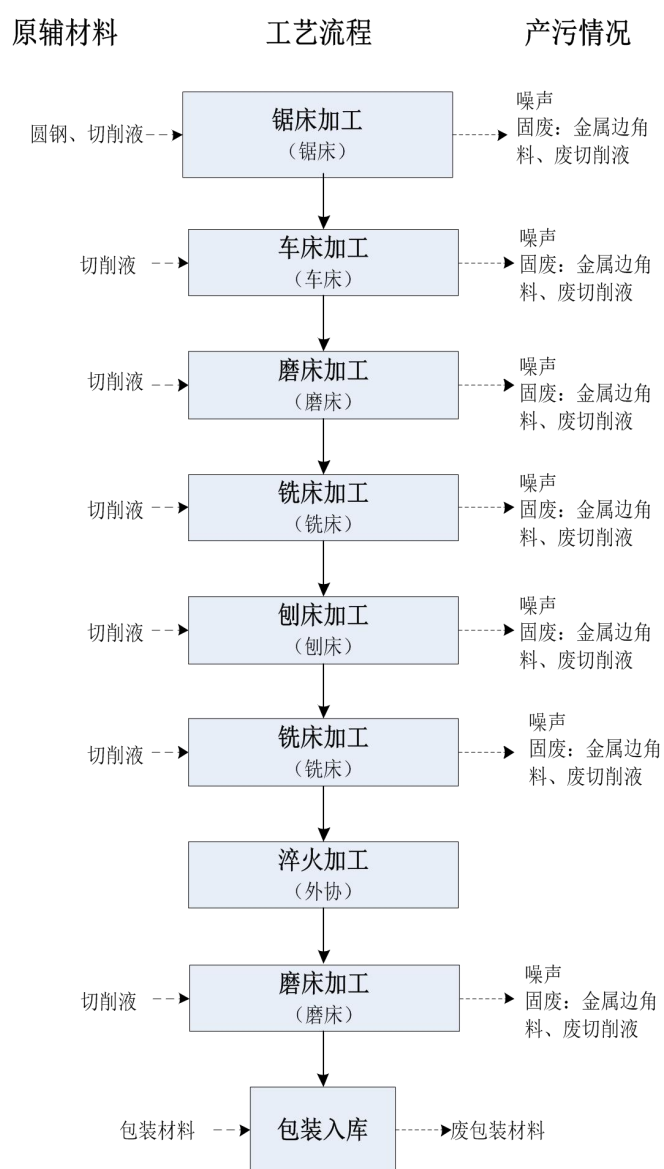 原辅材料 工艺流程 产污情况
锯床加工
（锯床）
圆钢、切削液
噪声
固废：金属边角
料、废切削液
车床加工
（车床）
切削液
噪声
固废：金属边角
料、废切削液
磨床加工
（磨床）
切削液
噪声
固废：金属边角
料、废切削液
铣床加工
（铣床）
切削液
噪声
固废：金属边角
料、废切削液
刨床加工
（刨床）
切削液
噪声
固废：金属边角
料、废切削液
铣床加工
（铣床）
切削液
噪声
固废：金属边角
料、废切削液
淬火加工
（外协）
磨床加工
（磨床）
切削液
噪声
固废：金属边角
料、废切削液
包装材料
包装入库
废包装材料